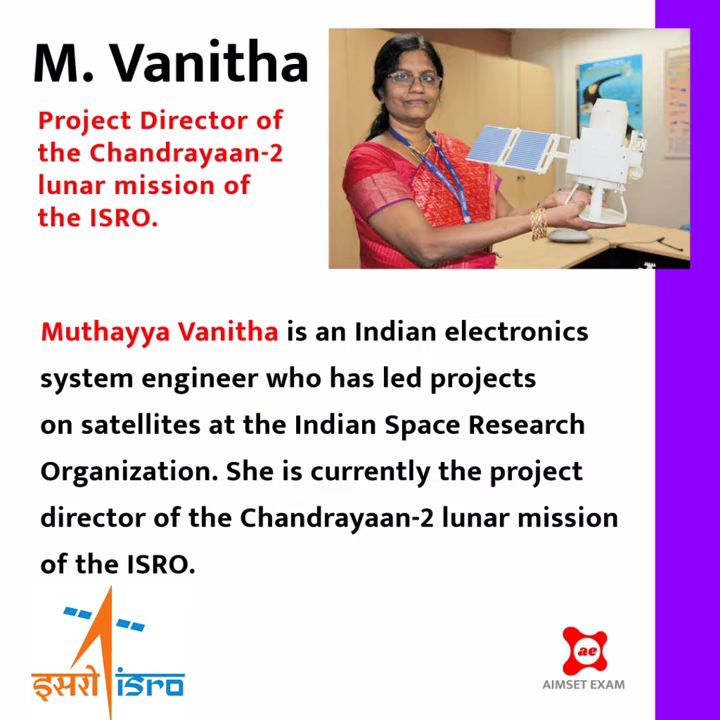 M. Vanitha
Project Director of
the Chandrayaan-2
lunar mission of
the ISRO.
Muthayya Vanitha is an Indian electronics
system engineer who has led projects
on satellites at the Indian Space Research
Organization. She is currently the project
director of the Chandrayaan-2 lunar mission
of the ISRO.
इसरो isro
ae
AIMSET EXAM